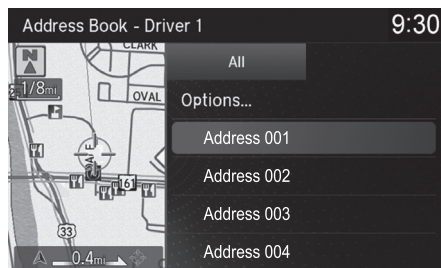 Address Book - Driver 1
9:30
CLARK
All
1/8mi
OVAL
Options...
Address 001
161
Address 002
Address 003
33
0.4mi
Address 004